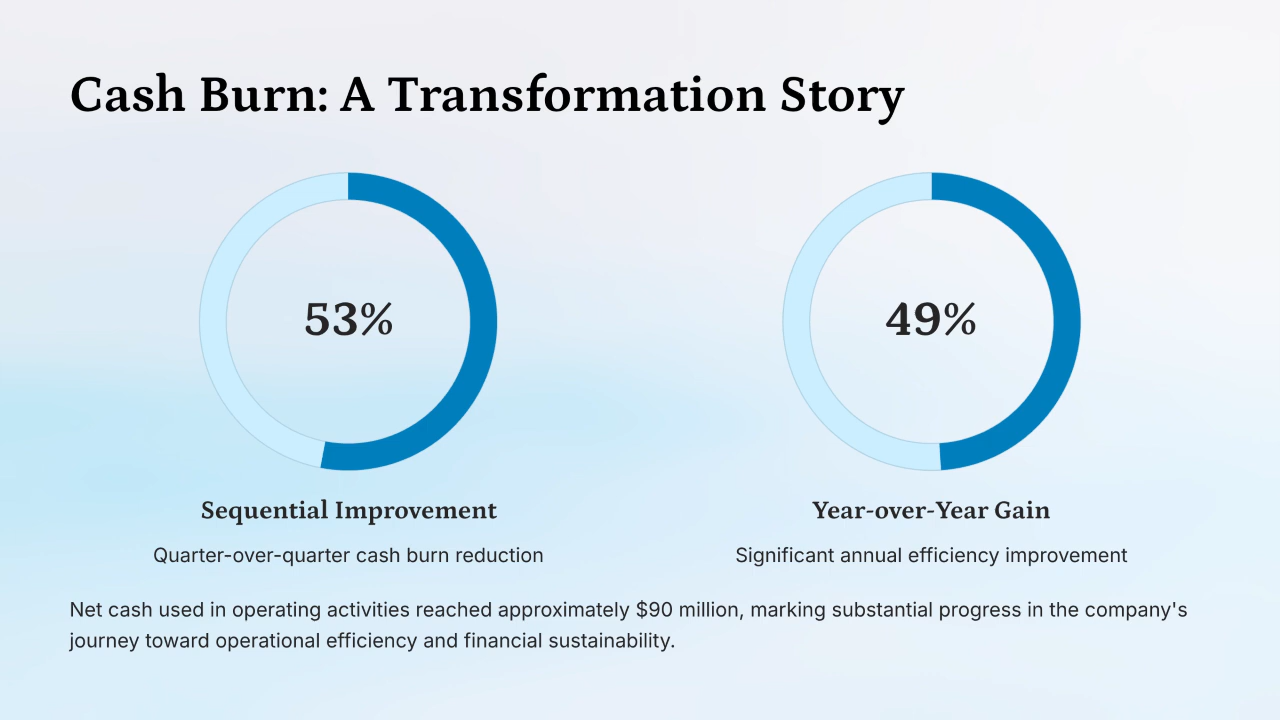 Cash Burn: A Transformation Story
53%
49%
Sequential Improvement
Year-over-Year Gain
Quarter-over-quarter cash burn reduction
Significant annual efficiency improvement
Net cash used in operating activities reached approximately $90 million, marking substantial progress in the company's
journey toward operational efficiency and financial sustainability.